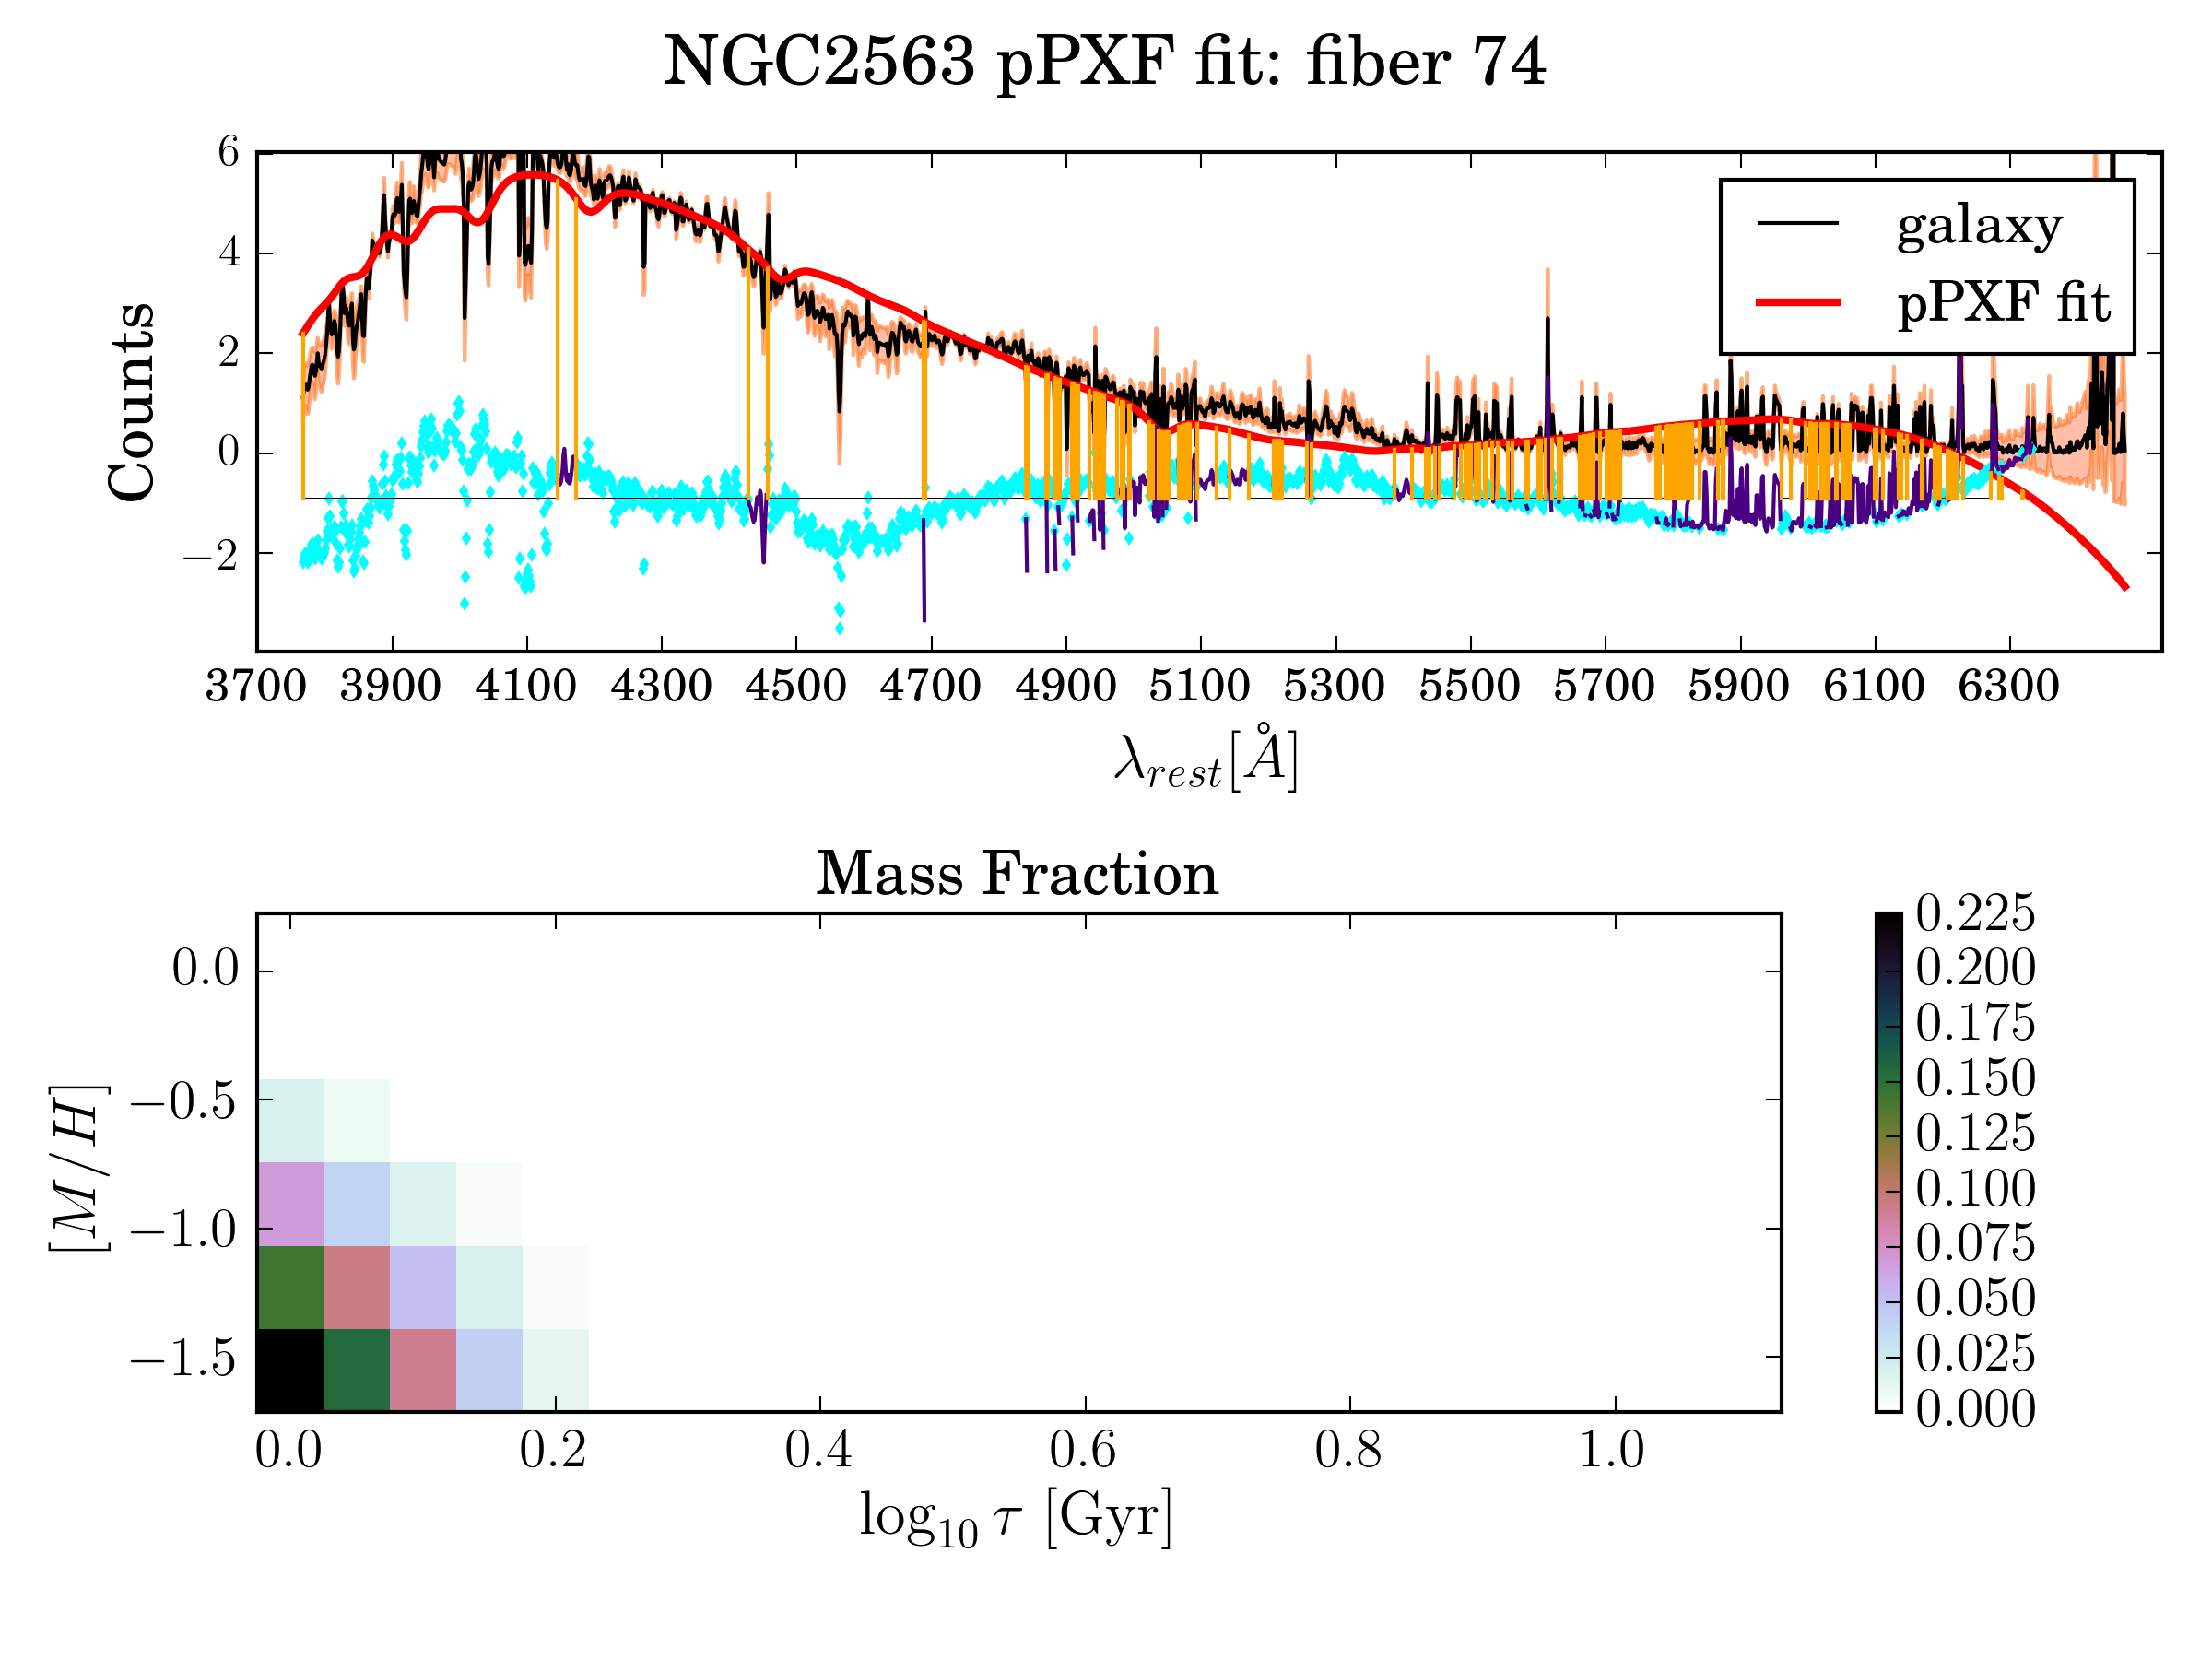 NGC2563 pPXF fit: fiber 74
6
4
2
0
−2
Counts
galaxy
pPXF fit
3700 3900 4100 4300 4500 4700 4900 5100 5300 5500 5700 5900 6100 6300
λrest[Å]
Mass Fraction
0.0
−0.5
−1.0
−1.5
[M/H]
0.0 0.2 0.4 0.6 0.8 1.0
log10 τ [Gyr]
0.225
0.200
0.175
0.150
0.125
0.100
0.075
0.050
0.025
0.000